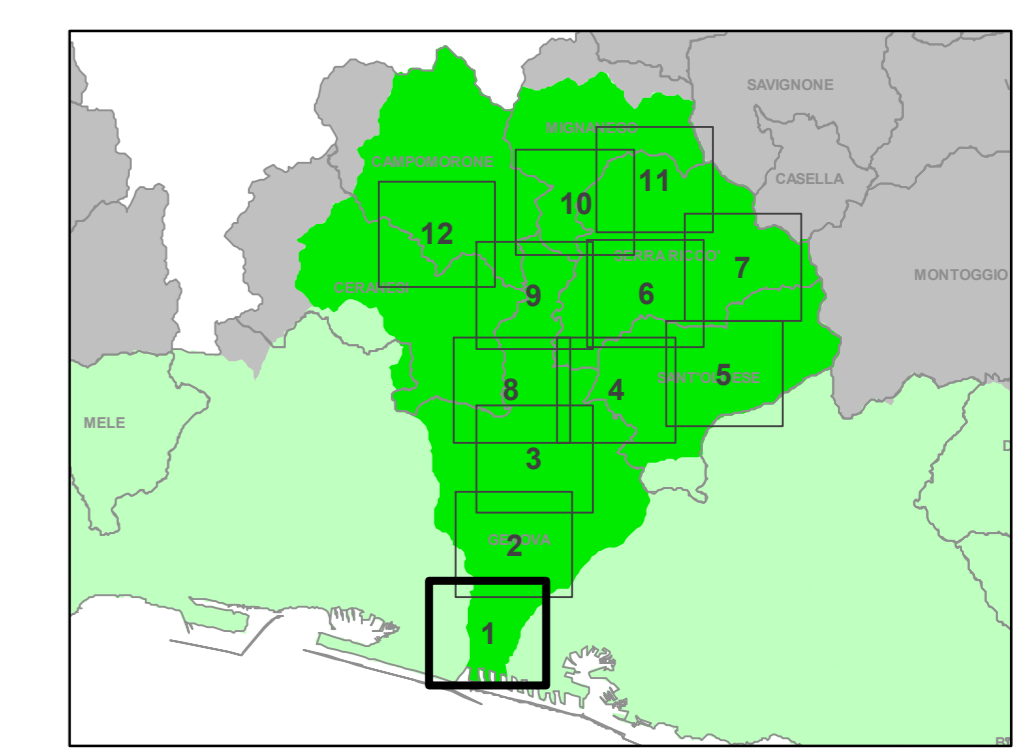 SAVIGNONE
MIGNANEGO
CAMPOMORONE
CASELLA
11
10
12
SERRA RICCO'
7
MONTOGGIO
CERANESI
9
6
SANT'OLCESE
5
8
4
MELE
3
GENOVA
2
1